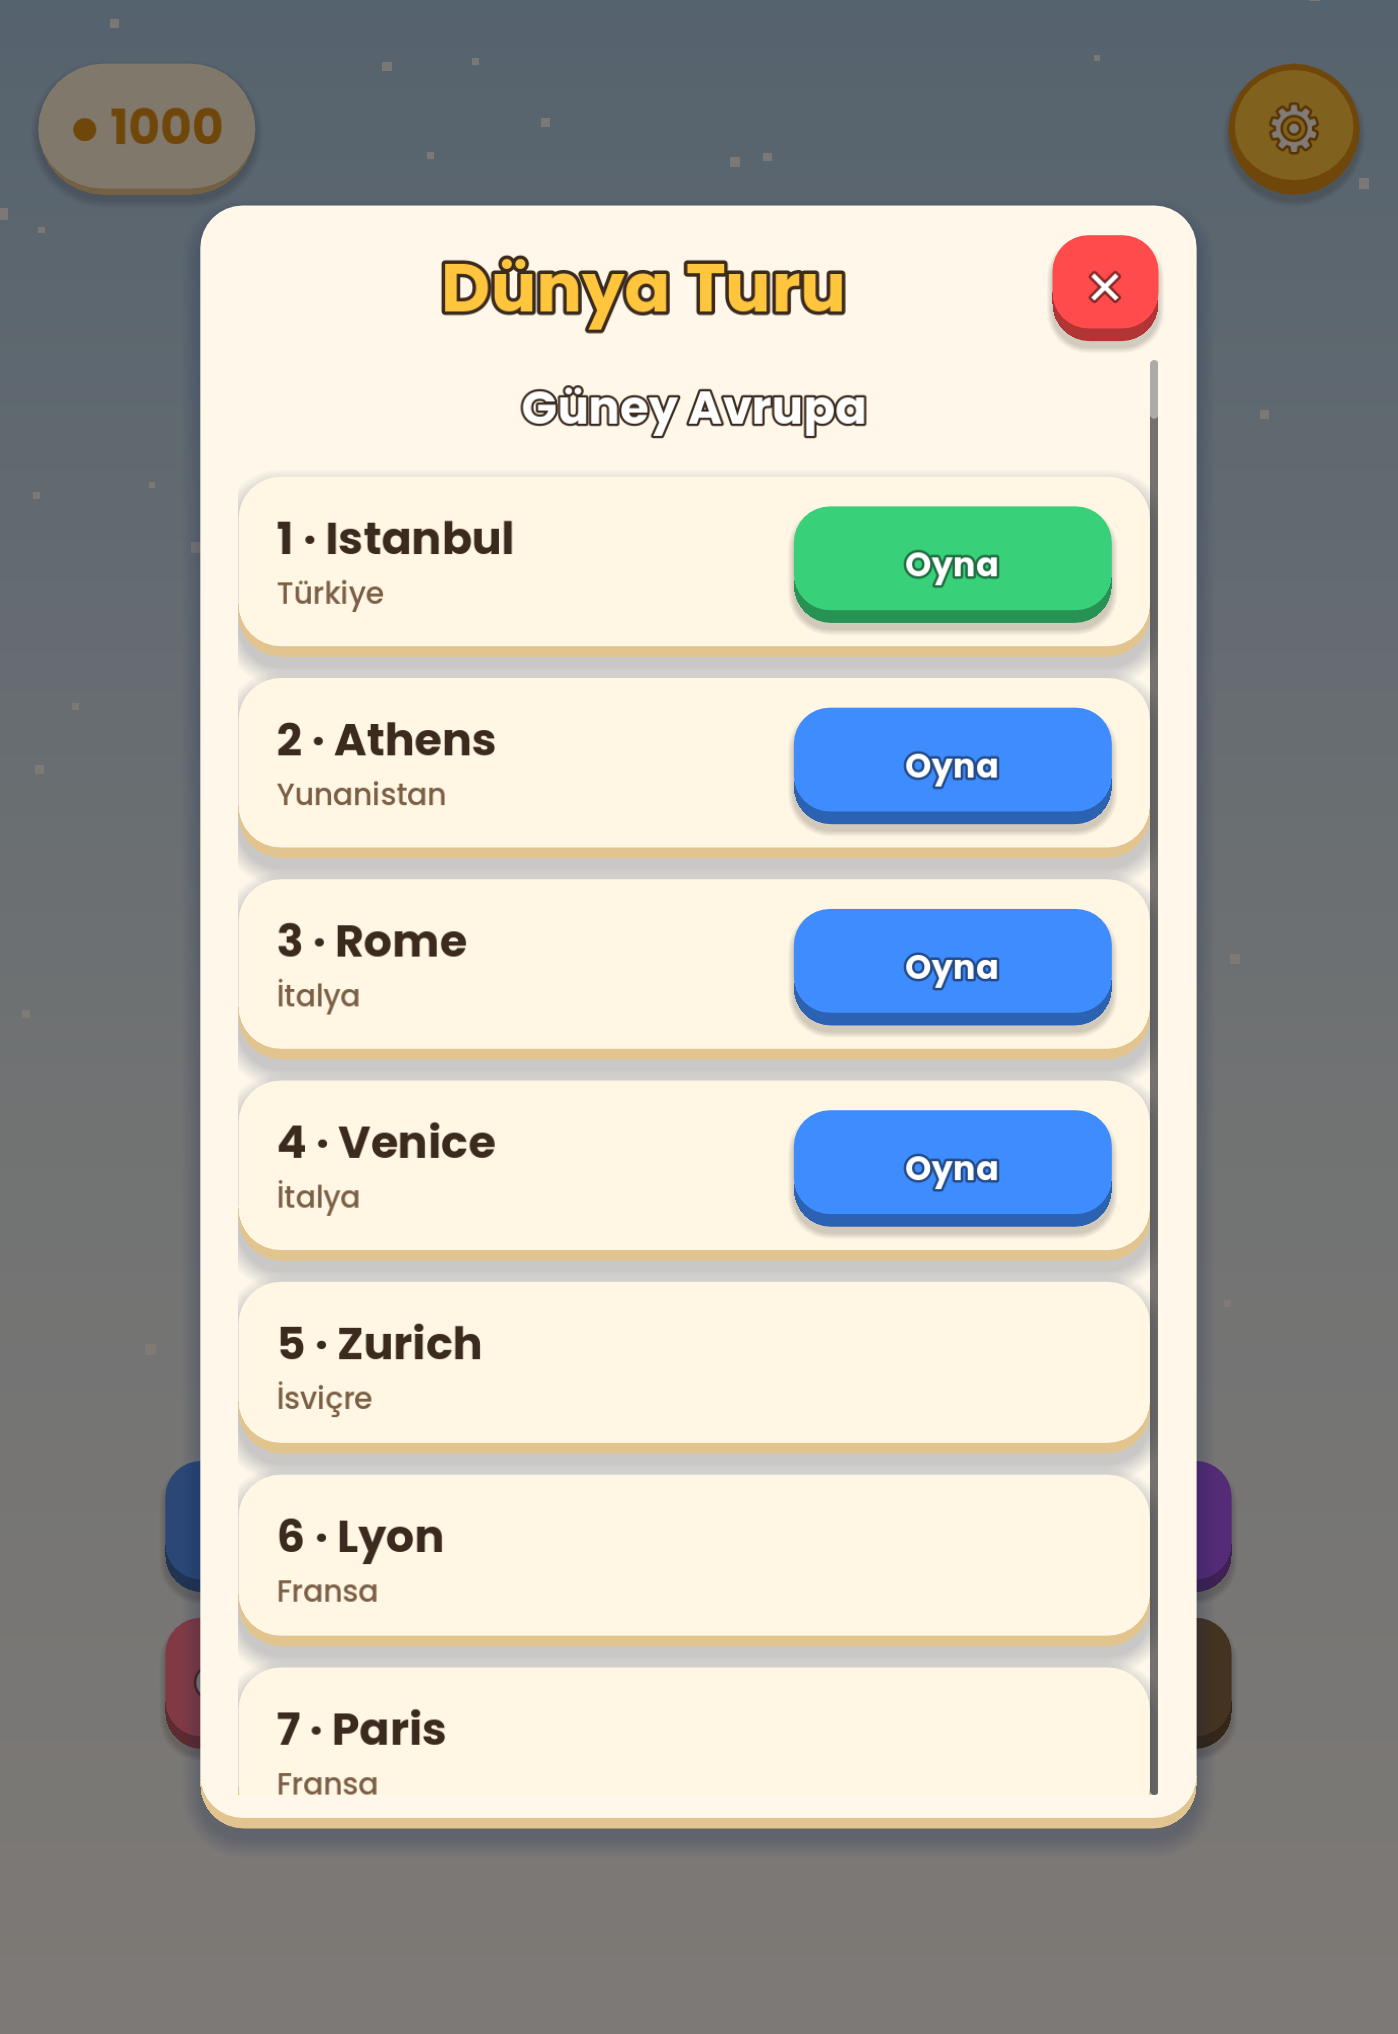 1000
Dünya Turu
Güney Avrupa
1 · Istanbul
Türkiye
Oyna
2 · Athens
Yunanistan
Oyna
3 · Rome
İtalya
Oyna
4 · Venice
İtalya
Oyna
5 · Zurich
İsviçre
6 · Lyon
Fransa
7 · Paris
Fransa